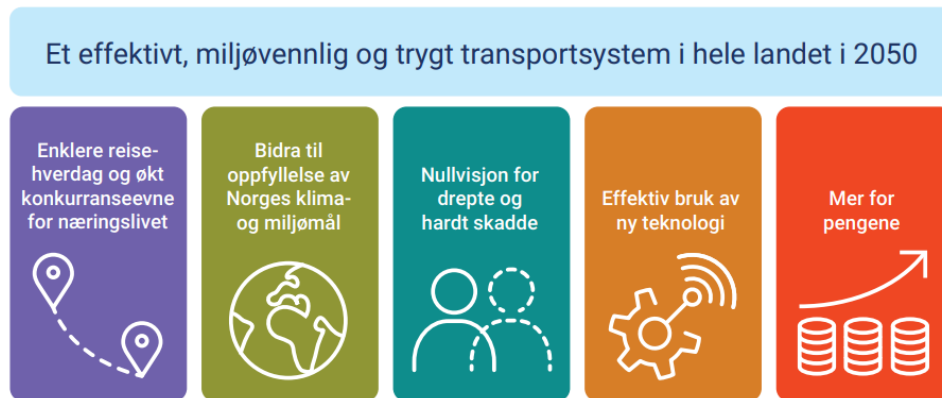 Et effektivt, miljøvennlig og trygt transportsystem i hele landet i 2050
Enklere reise-
hverdag og økt
konkurranseevne
for næringslivet
Bidra til
oppfyllelse av
Norges klima-
og miljømål
Nullvisjon for
drepte og
hardt skadde
Effektiv bruk av
ny teknologi
Mer for
pengene